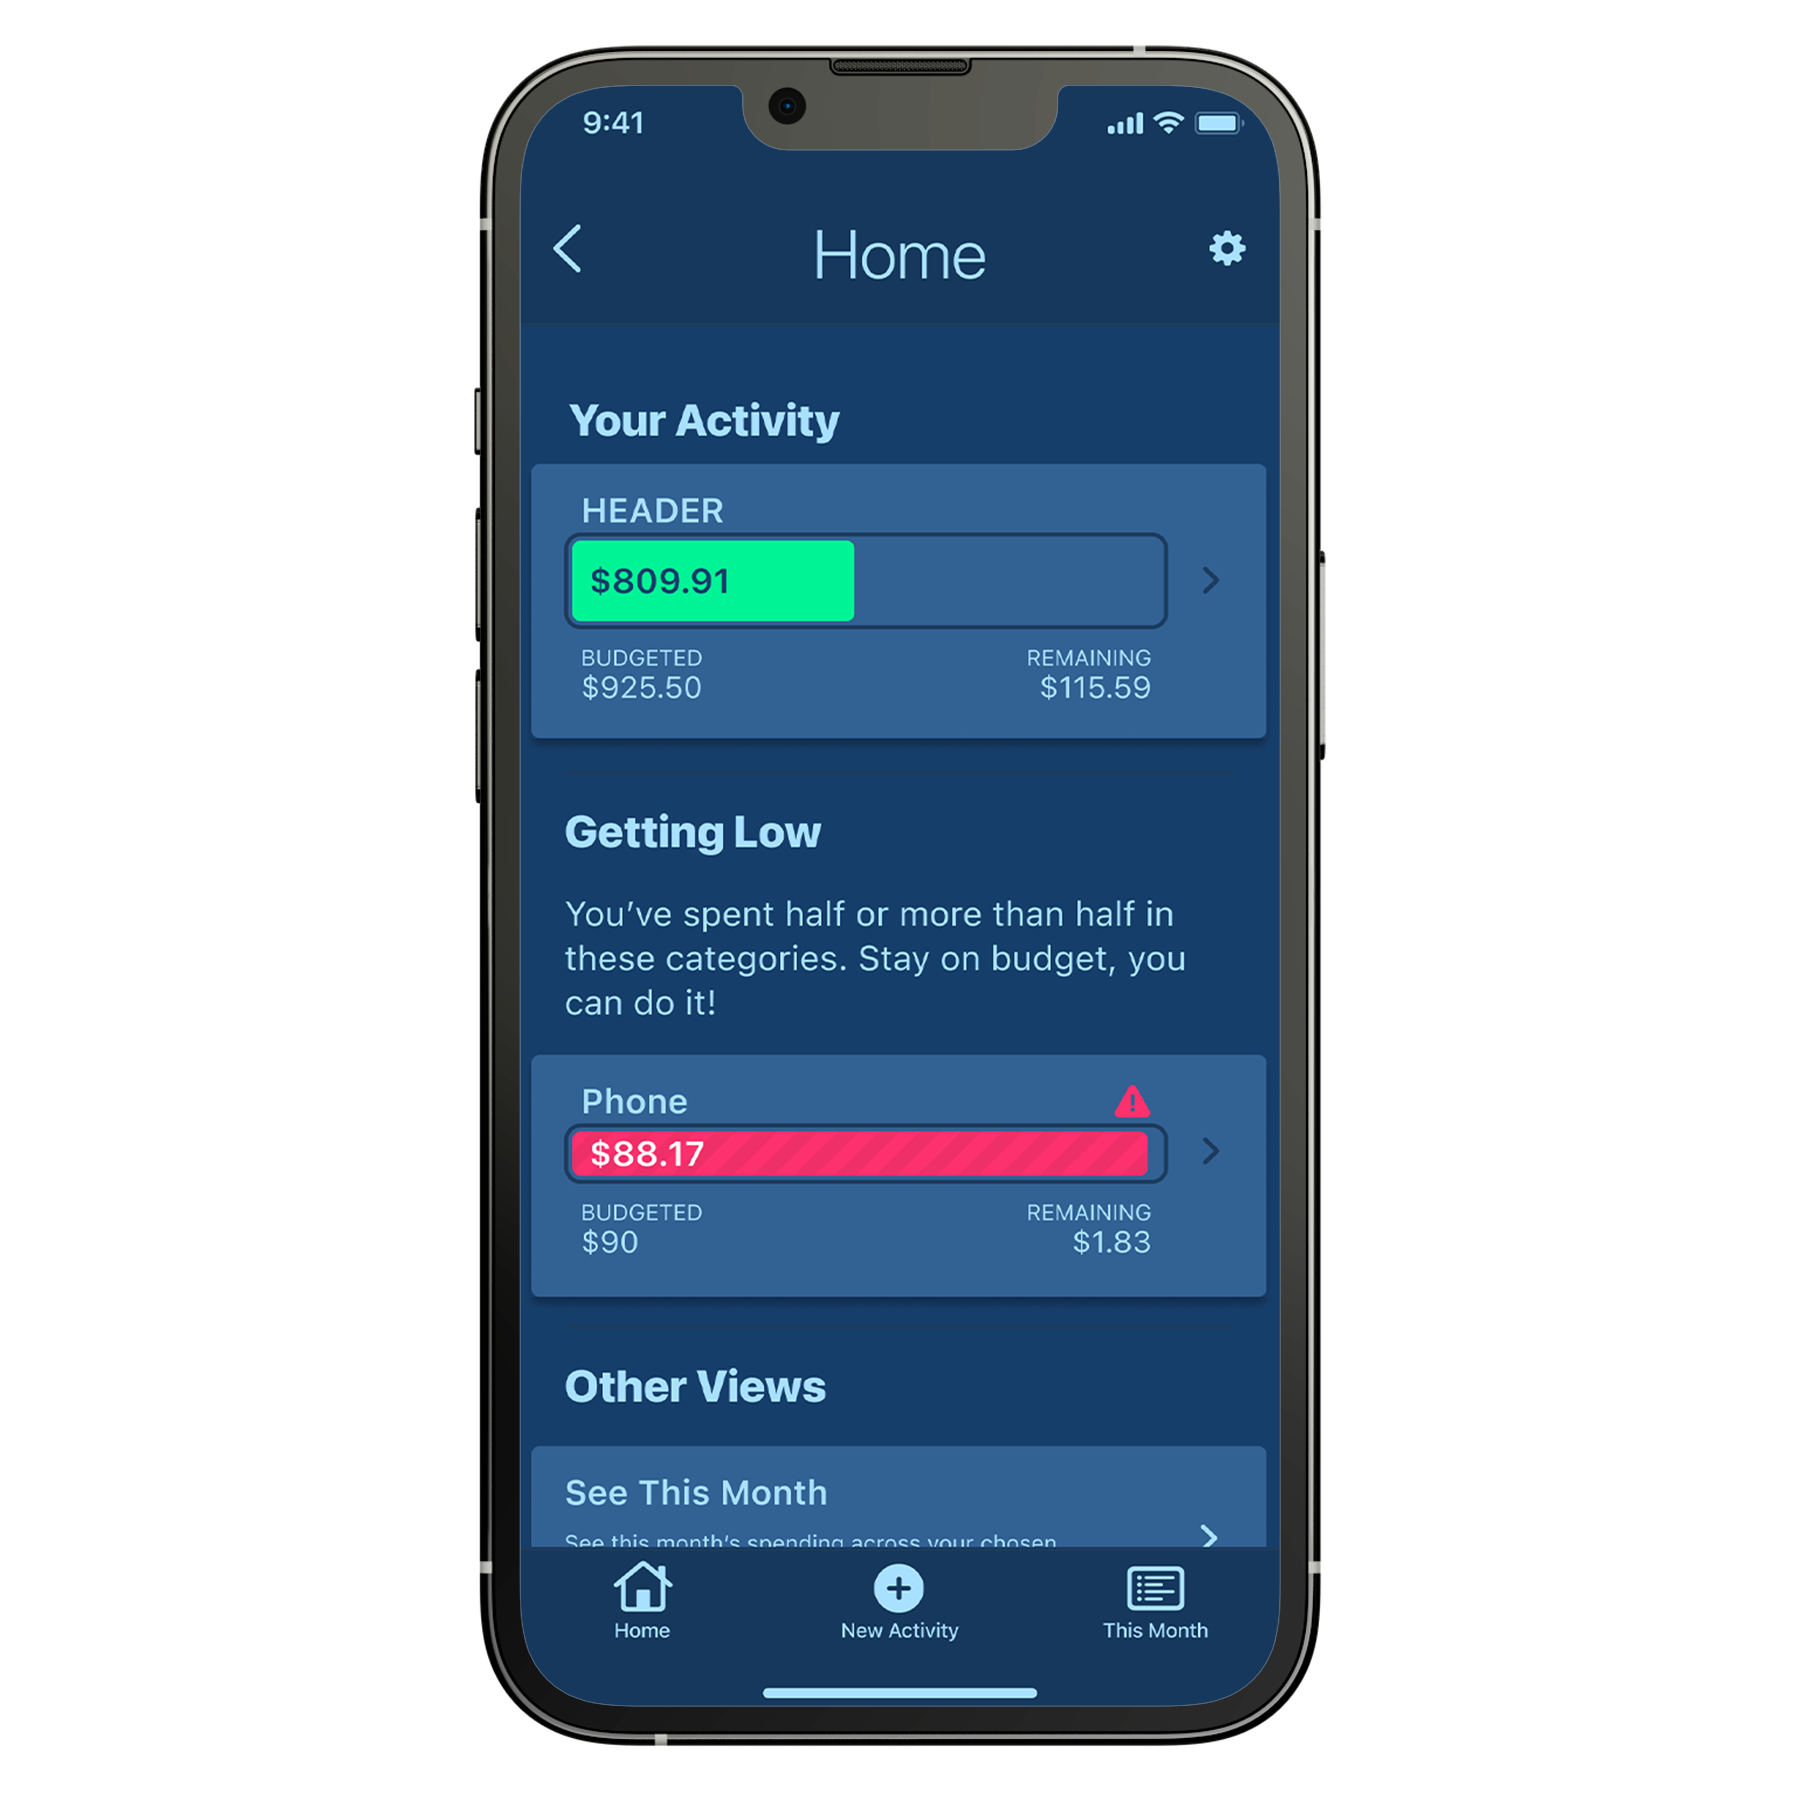 9:41
Home
Your Activity
HEADER
$809.91
BUDGETED
REMAINING
$925.50
$115.59
Getting Low
You’ve spent half or more than half in
these categories. Stay on budget, you
can do it!
Phone
$88.17
BUDGETED
REMAINING
$90
$1.83
Other Views
See This Month
See this month's spending across your chosen
Home
New Activity
This Month